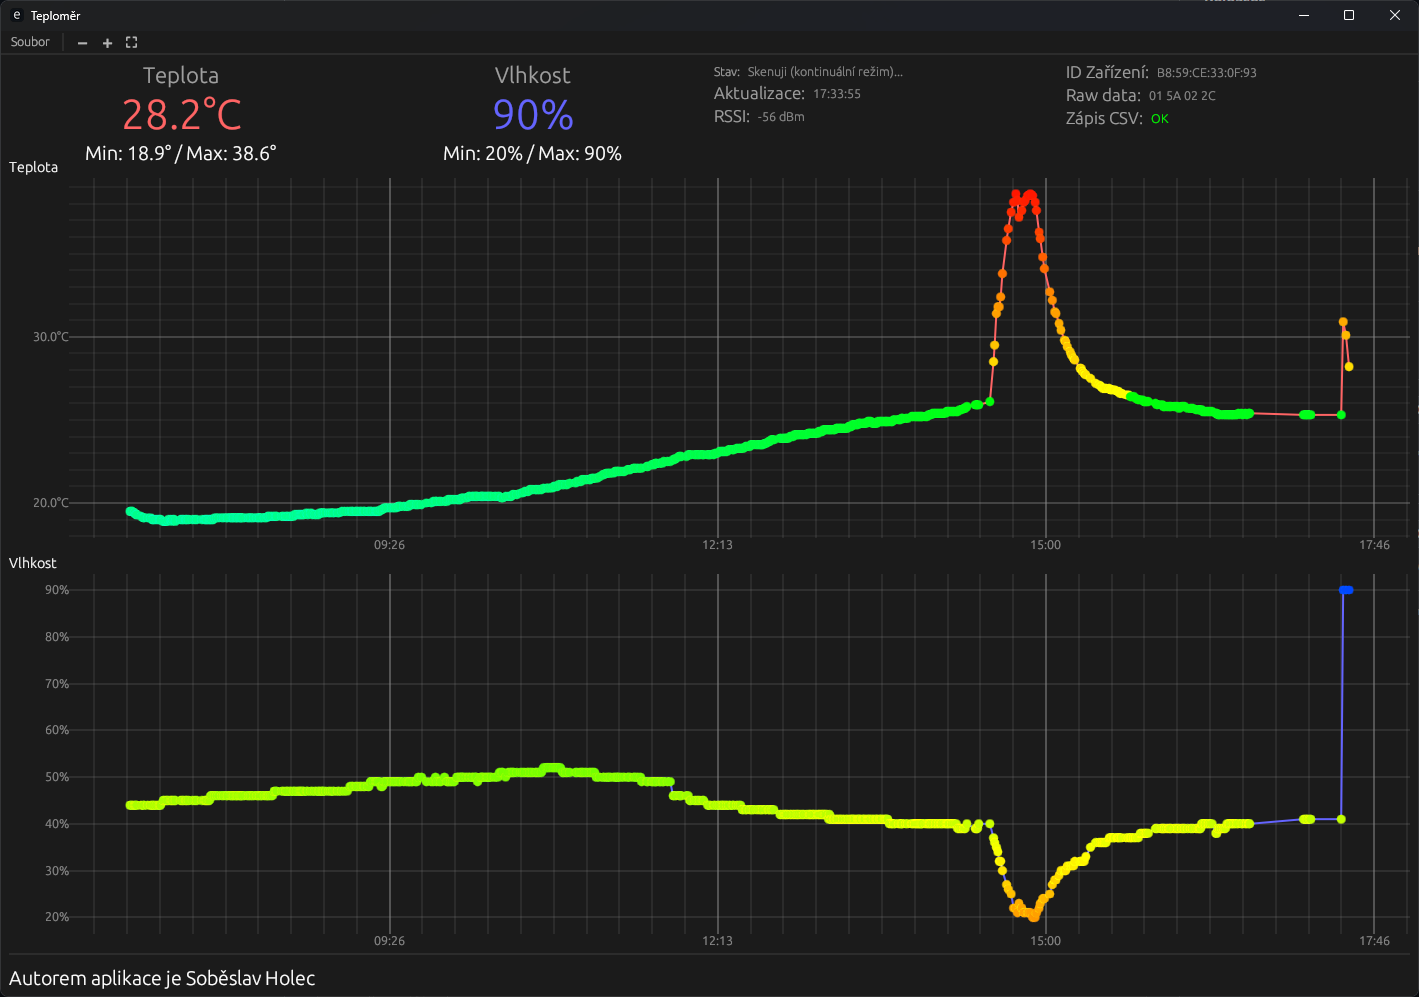 e Teploměr
Soubor
Teplota
28.2°C
Min: 18.9° / Max: 38.6°
Vlhkost
90%
Min: 20% / Max: 90%
Stav: Skenuji (kontinuální režim)...
Aktualizace: 17:33:55
RSSI: -56 dBm
ID Zařízení: B8:59:CE:33:0F:93
Raw data: 01 5A 02 2C
Zápis CSV: OK
Teplota
30.0°C
20.0°C
09:26 12:13 15:00 17:46
Vlhkost
90%
80%
70%
60%
50%
40%
30%
20%
09:26 12:13 15:00 17:46
Autorem aplikace je Soběslav Holec